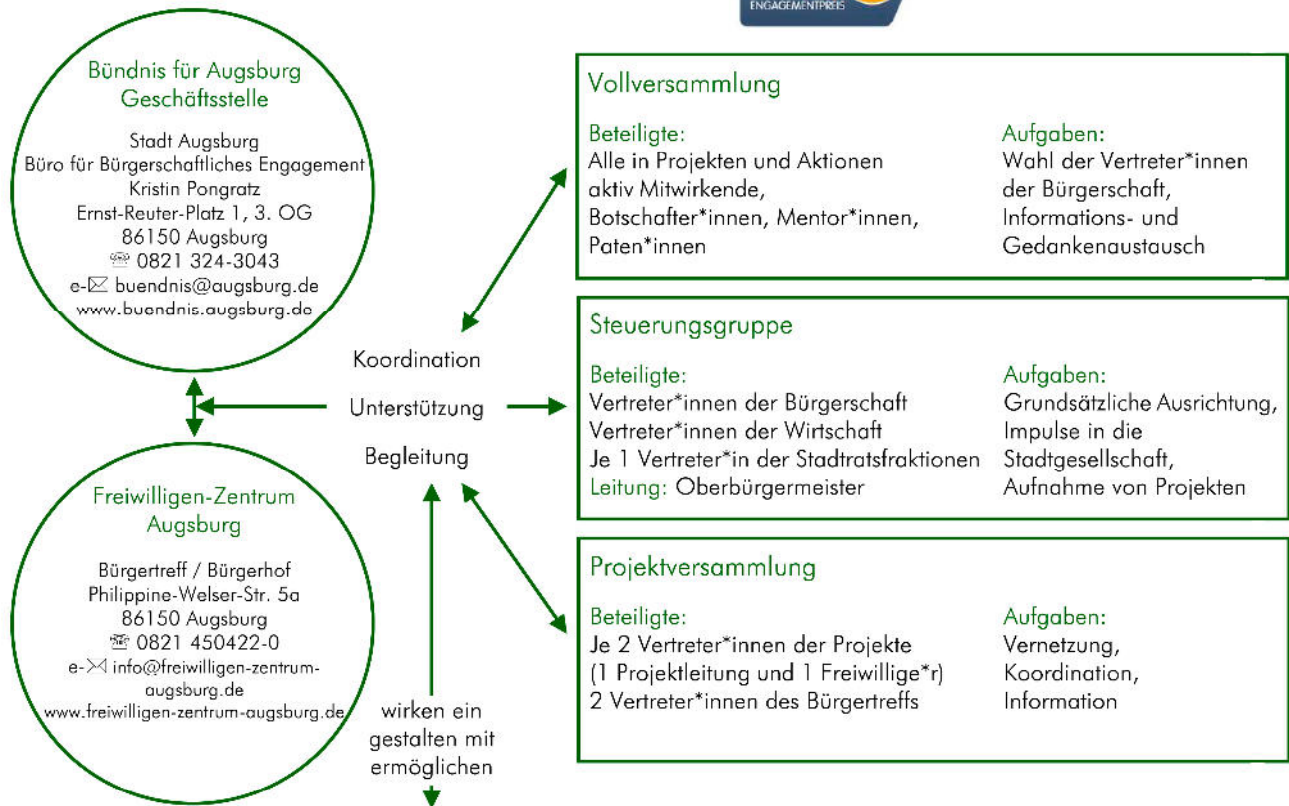 ENGAGEMENTPREIS
Bündnis für Augsburg
Geschäftsstelle
Stadt Augsburg
Büro für Bürgerschaftliches Engagement
Kristin Pongratz
Ernst-Reuter-Platz 1, 3. OG
86150 Augsburg
☏ 0821 324-3043
e-✉ buendnis@augsburg.de
www.buendnis.augsburg.de
Freiwilligen-Zentrum
Augsburg
Bürgertreff / Bürgerhof
Philippine-Welser-Str. 5a
86150 Augsburg
☏ 0821 450422-0
e-✉ info@freiwilligen-zentrum-
augsburg.de
www.freiwilligen-zentrum-augsburg.de
Koordination
Unterstützung
Begleitung
wirken ein
gestalten mit
ermöglichen
Vollversammlung
Beteiligte:
Alle in Projekten und Aktionen
aktiv Mitwirkende,
Botschafter*innen, Mentor*innen,
Paten*innen
Aufgaben:
Wahl der Vertreter*innen
der Bürgerschaft,
Informations- und
Gedankenaustausch
Steuerungsgruppe
Beteiligte:
Vertreter*innen der Bürgerschaft
Vertreter*innen der Wirtschaft
Je 1 Vertreter*in der Stadtratsfraktionen
Leitung: Oberbürgermeister
Aufgaben:
Grundsätzliche Ausrichtung,
Impulse in die
Stadtgesellschaft,
Aufnahme von Projekten
Projektversammlung
Beteiligte:
Je 2 Vertreter*innen der Projekte
(1 Projektleitung und 1 Freiwillige*r)
2 Vertreter*innen des Bürgertreffs
Aufgaben:
Vernetzung,
Koordination,
Information